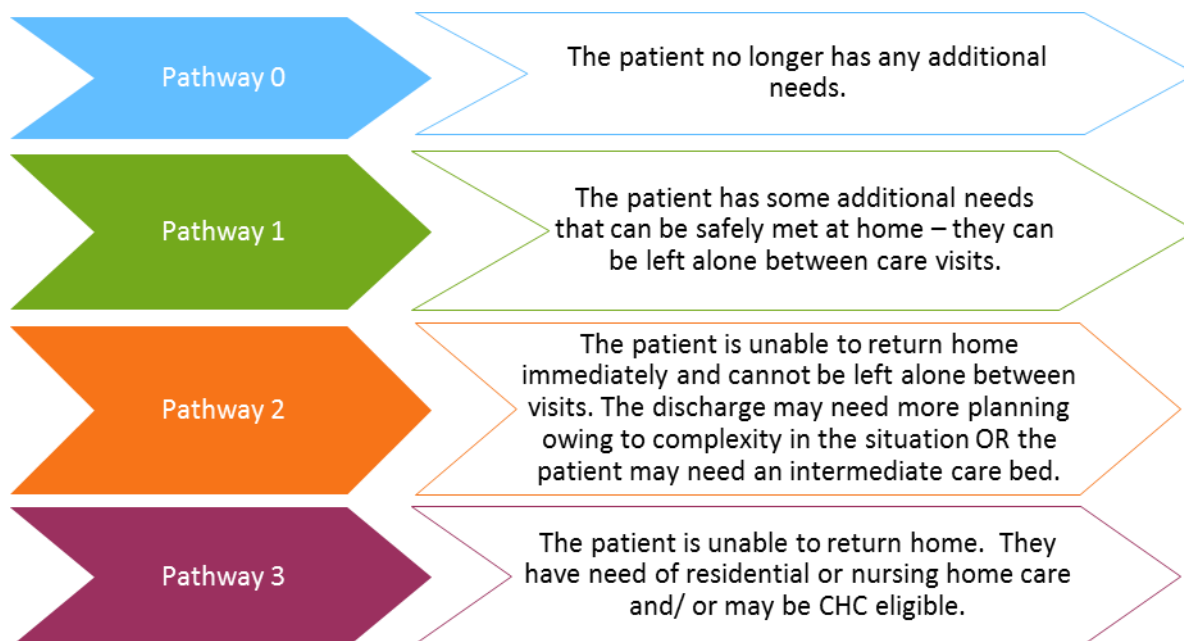 Pathway 0
The patient no longer has any additional
needs.
Pathway 1
The patient has some additional needs
that can be safely met at home – they can
be left alone between care visits.
Pathway 2
The patient is unable to return home
immediately and cannot be left alone between
visits. The discharge may need more planning
owing to complexity in the situation OR the
patient may need an intermediate care bed.
Pathway 3
The patient is unable to return home.  They
have need of residential or nursing home care
and/ or may be CHC eligible.